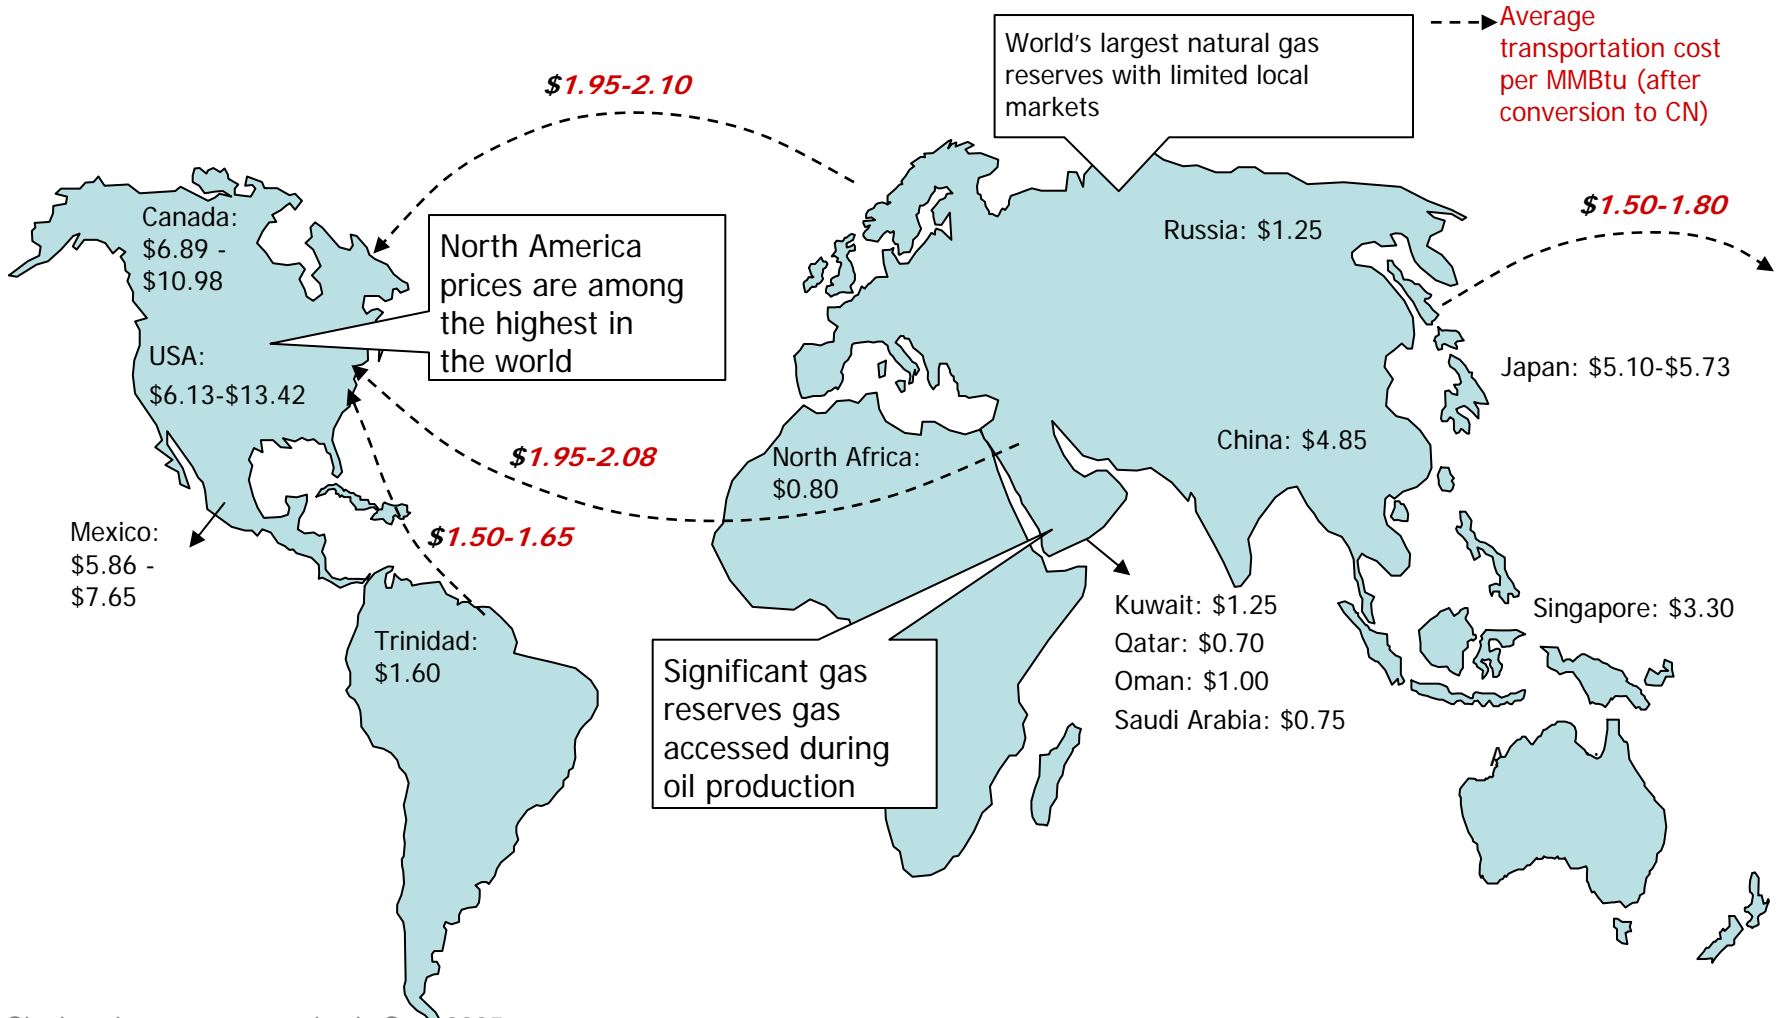 Average
transportation cost
per MMBtu (after
conversion to CN)
World's largest natural gas
reserves with limited local
markets
$1.95-2.10
$1.50-1.80
Canada:
$6.89 -
$10.98
North America
prices are among
the highest in
the world
Russia: $1.25
USA:
$6.13-$13.42
Japan: $5.10-$5.73
China: $4.85
$1.95-2.08
North Africa:
$0.80
Mexico:
$5.86 -
$7.65
$1.50-1.65
Kuwait: $1.25
Qatar: $0.70
Oman: $1.00
Saudi Arabia: $0.75
Singapore: $3.30
Trinidad:
$1.60
Significant gas
reserves gas
accessed during
oil production